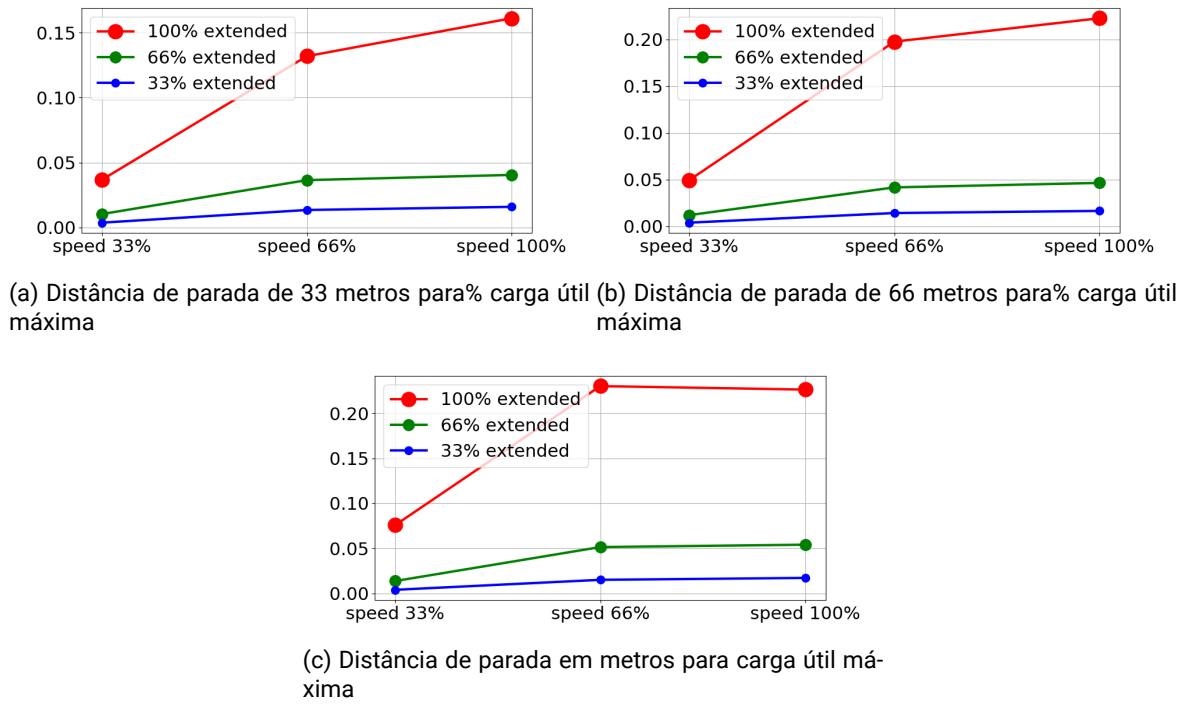 0.15
0.10
0.05
0.00
100% extended
66% extended
33% extended
speed 33% speed 66% speed 100%
(a) Distância de parada de 33 metros para% carga útil
máxima
0.20
0.15
0.10
0.05
0.00
100% extended
66% extended
33% extended
speed 33% speed 66% speed 100%
(b) Distância de parada de 66 metros para% carga útil
máxima
0.20
0.15
0.10
0.05
0.00
100% extended
66% extended
33% extended
speed 33% speed 66% speed 100%
(c) Distância de parada em metros para carga útil má-
xima